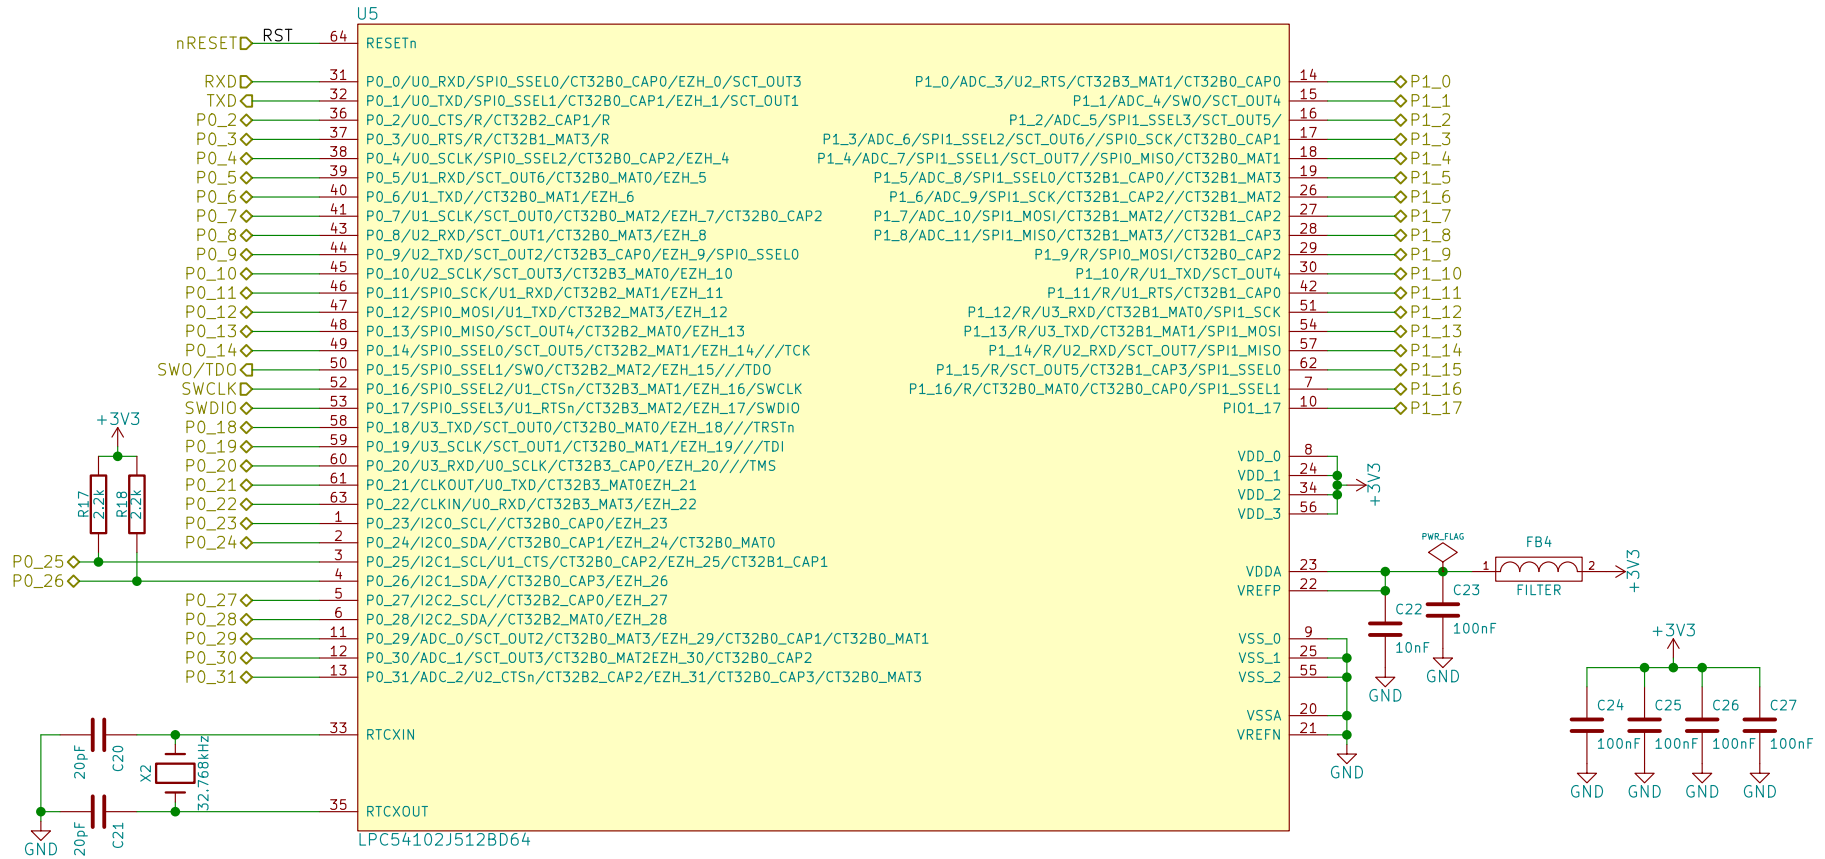 U5
nRESET RST 64 RESETn
RXD 31 P0_0/U0_RXD/SPI0_SSEL0/CT32B0_CAP0/EZH_0/SCT_OUT3 P1_0/ADC_3/U2_RTS/CT32B3_MAT1/CT32B0_CAP0 14 P1_0
TXD 32 P0_1/U0_TXD/SPI0_SSEL1/CT32B0_CAP1/EZH_1/SCT_OUT1 P1_1/ADC_4/SWO/SCT_OUT4 15 P1_1
P0_2 36 P0_2/U0_CTS/R/CT32B2_CAP1/R P1_2/ADC_5/SPI1_SSEL3/SCT_OUT5/ 16 P1_2
P0_3 37 P0_3/U0_RTS/R/CT32B1_MAT3/R P1_3/ADC_6/SPI1_SSEL2/SCT_OUT6//SPI0_SCK/CT32B0_CAP1 17 P1_3
P0_4 38 P0_4/U0_SCLK/SPI0_SSEL2/CT32B0_CAP2/EZH_4 P1_4/ADC_7/SPI1_SSEL1/SCT_OUT7//SPI0_MISO/CT32B0_MAT1 18 P1_4
P0_5 39 P0_5/U1_RXD/SCT_OUT6/CT32B0_MAT0/EZH_5 P1_5/ADC_8/SPI1_SSEL0/CT32B1_CAP0//CT32B1_MAT3 19 P1_5
P0_6 40 P0_6/U1_TXD//CT32B0_MAT1/EZH_6 P1_6/ADC_9/SPI1_SCK/CT32B1_CAP2//CT32B1_MAT2 26 P1_6
P0_7 41 P0_7/U1_SCLK/SCT_OUT0/CT32B0_MAT2/EZH_7/CT32B0_CAP2 P1_7/ADC_10/SPI1_MOSI/CT32B1_MAT2//CT32B1_CAP2 27 P1_7
P0_8 43 P0_8/U2_RXD/SCT_OUT1/CT32B0_MAT3/EZH_8 P1_8/ADC_11/SPI1_MISO/CT32B1_MAT3//CT32B1_CAP3 28 P1_8
P0_9 44 P0_9/U2_TXD/SCT_OUT2/CT32B3_CAP0/EZH_9/SPI0_SSEL0 P1_9/R/SPI0_MOSI/CT32B0_CAP2 29 P1_9
P0_10 45 P0_10/U2_SCLK/SCT_OUT3/CT32B3_MAT0/EZH_10 P1_10/R/U1_TXD/SCT_OUT4 30 P1_10
P0_11 46 P0_11/SPI0_SCK/U1_RXD/CT32B2_MAT1/EZH_11 P1_11/R/U1_RTS/CT32B1_CAP0 42 P1_11
P0_12 47 P0_12/SPI0_MOSI/U1_TXD/CT32B2_MAT3/EZH_12 P1_12/R/U3_RXD/CT32B1_MAT0/SPI1_SCK 51 P1_12
P0_13 48 P0_13/SPI0_MISO/SCT_OUT4/CT32B2_MAT0/EZH_13 P1_13/R/U3_TXD/CT32B1_MAT1/SPI1_MOSI 54 P1_13
P0_14 49 P0_14/SPI0_SSEL0/SCT_OUT5/CT32B2_MAT1/EZH_14///TCK P1_14/R/U2_RXD/SCT_OUT7/SPI1_MISO 57 P1_14
SWO/TDO 50 P0_15/SPI0_SSEL1/SWO/CT32B2_MAT2/EZH_15///TDO P1_15/R/SCT_OUT5/CT32B1_CAP3/SPI1_SSEL0 62 P1_15
SWCLK 52 P0_16/SPI0_SSEL2/U1_CTSn/CT32B3_MAT1/EZH_16/SWCLK P1_16/R/CT32B0_MAT0/CT32B0_CAP0/SPI1_SSEL1 7 P1_16
SWDIO 53 P0_17/SPI0_SSEL3/U1_RTSn/CT32B3_MAT2/EZH_17/SWDIO PIO1_17 10 P1_17
+3V3
P0_18 58 P0_18/U3_TXD/SCT_OUT0/CT32B0_MAT0/EZH_18///TRSTn
P0_19 59 P0_19/U3_SCLK/SCT_OUT1/CT32B0_MAT1/EZH_19///TDI
VDD_0 8
P0_20 60 P0_20/U3_RXD/U0_SCLK/CT32B3_CAP0/EZH_20///TMS
VDD_1 24
P0_21 61 P0_21/CLKOUT/U0_TXD/CT32B3_MAT0EZH_21
+3V3
VDD_2 34
R17 2.2k R18 2.2k
P0_22 63 P0_22/CLKIN/U0_RXD/CT32B3_MAT3/EZH_22
VDD_3 56
P0_23 1 P0_23/I2C0_SCL//CT32B0_CAP0/EZH_23
P0_24 2 P0_24/I2C0_SDA//CT32B0_CAP1/EZH_24/CT32B0_MAT0
PWR_FLAG
FB4
P0_25 3 P0_25/I2C1_SCL/U1_CTS/CT32B0_CAP2/EZH_25/CT32B1_CAP1
VDDA 23 1 2 +3V3
P0_26 4 P0_26/I2C1_SDA//CT32B0_CAP3/EZH_26
VREFP 22 C23 FILTER
P0_27 5 P0_27/I2C2_SCL//CT32B2_CAP0/EZH_27
C22
P0_28 6 P0_28/I2C2_SDA//CT32B2_MAT0/EZH_28
100nF
+3V3
P0_29 11 P0_29/ADC_0/SCT_OUT2/CT32B0_MAT3/EZH_29/CT32B0_CAP1/CT32B0_MAT1 VSS_0 9
10nF
P0_30 12 P0_30/ADC_1/SCT_OUT3/CT32B0_MAT2EZH_30/CT32B0_CAP2 VSS_1 25
P0_31 13 P0_31/ADC_2/U2_CTSn/CT32B2_CAP2/EZH_31/CT32B0_CAP3/CT32B0_MAT3 VSS_2 55 GND
GND
C24 C25 C26 C27
VSSA 20
33 RTCXIN VREFN 21
100nF 100nF 100nF 100nF
20pF C20
X2 32.768kHz
GND
GND GND GND GND
35 RTCXOUT
20pF C21
GND
LPC54102J512BD64